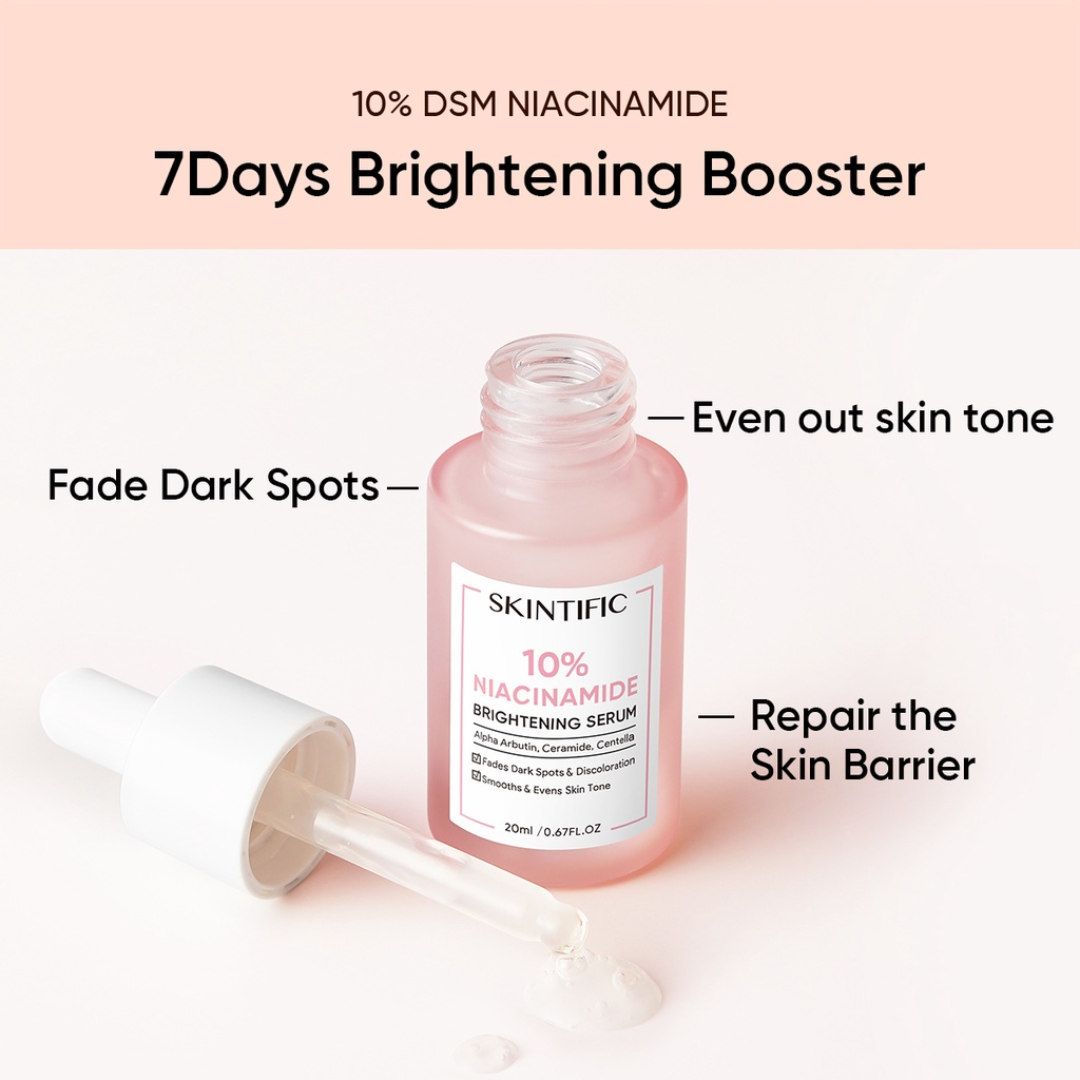 10% DSM NIACINAMIDE
7Days Brightening Booster
Even out skin tone
Fade Dark Spots
SKINTIFIC
10%
NIACINAMIDE
BRIGHTENING SERUM
Alpha Arbutin, Ceramide, Centella
Fades Dark Spots & Discoloration
Smooths & Evens Skin Tone
20ml / 0.67FL.OZ
Repair the
Skin Barrier